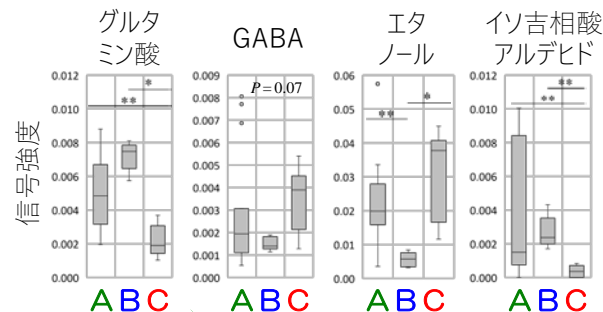 グルタ
ミン酸
GABA
エタ
ノール
イソ吉相酸
アルデヒド
信号強度
0.012
0.010
0.008
0.006
0.004
0.002
0.000
**
*
A B C
0.009
0.008
0.007
0.006
0.005
0.004
0.003
0.002
0.001
0.000
P=0.07
A B C
0.06
0.05
0.04
0.03
0.02
0.01
0.00
**
*
A B C
0.012
0.010
0.008
0.006
0.004
0.002
0.000
**
**
A B C